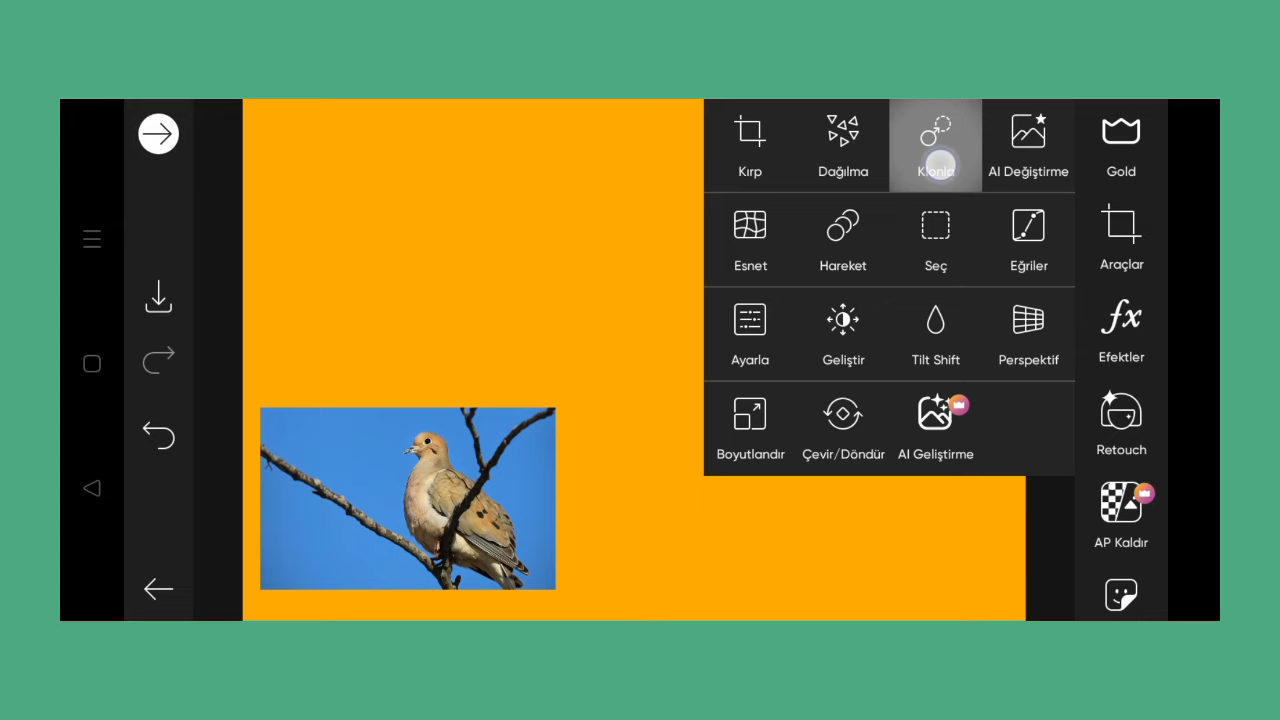 Kırp Dağılma Klonla AI Değiştirme Gold
Esnet Hareket Seç Eğriler Araçlar
Ayarla Geliştir Tilt Shift Perspektif Efektler
Boyutlandır Çevir/Döndür AI Geliştirme Retouch
AP Kaldır